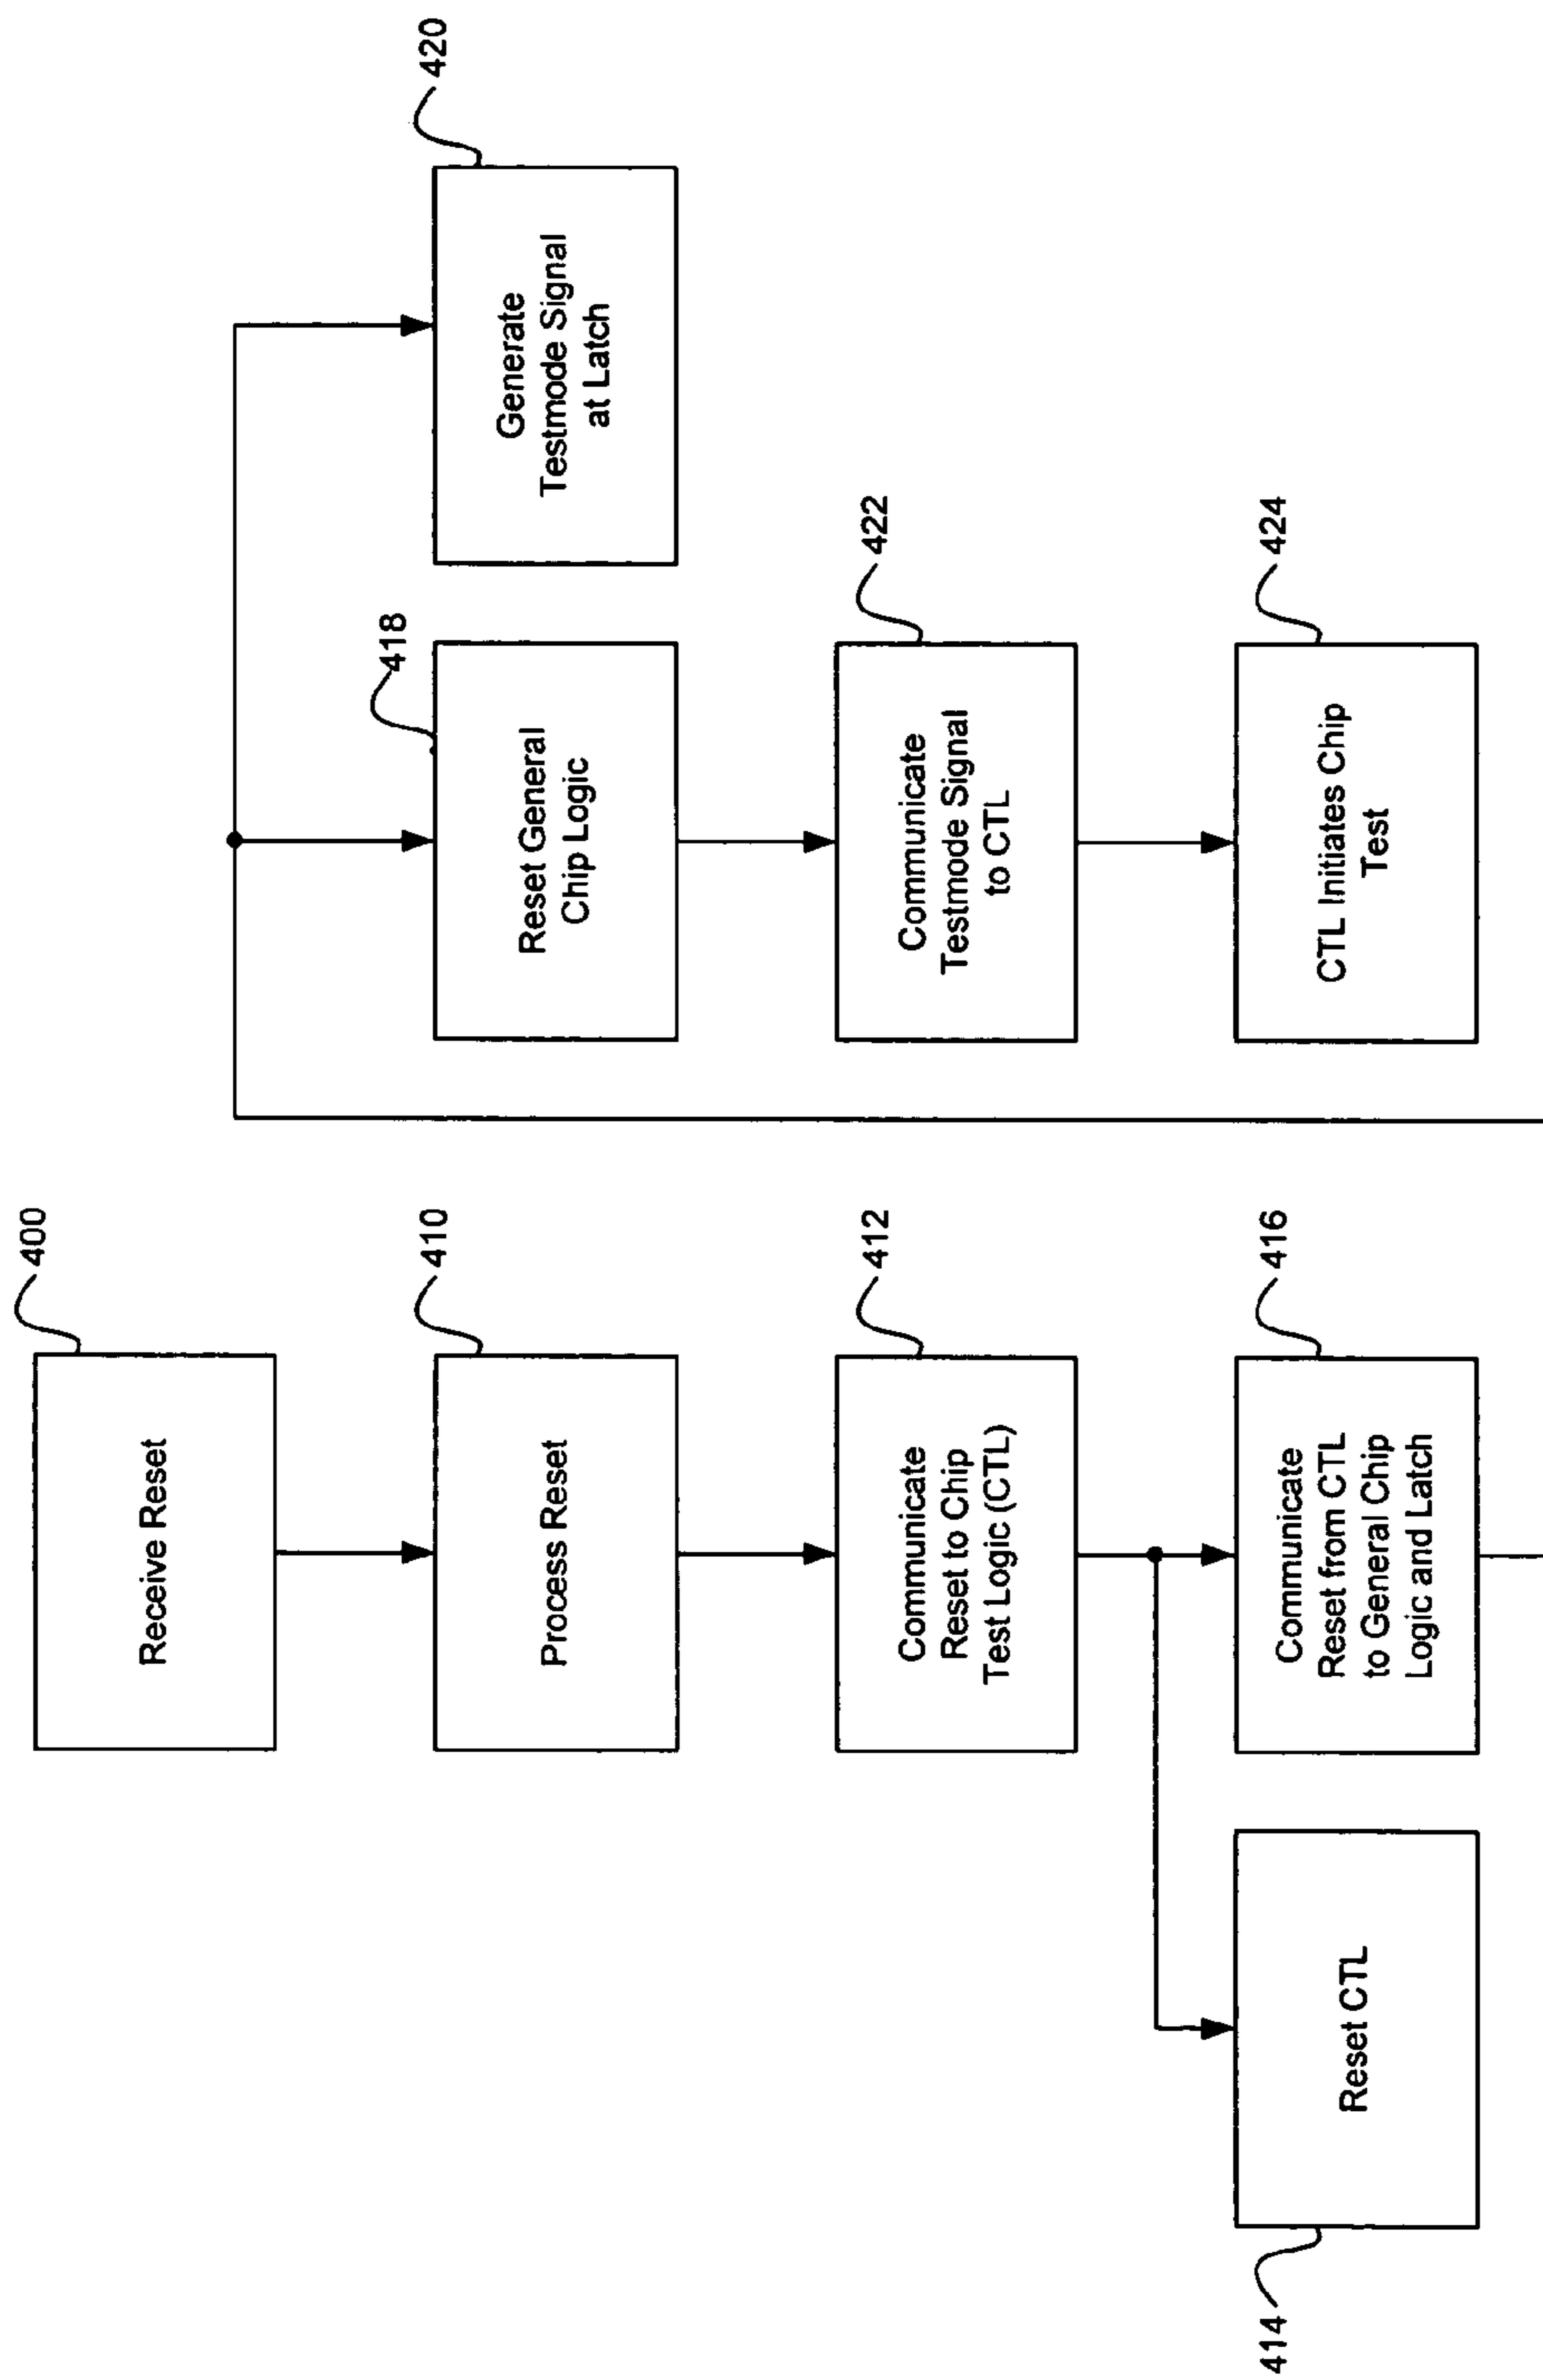 400
Receive Reset
410
Process Reset
412
Communicate
Reset to Chip
Test Logic (CTL)
414
Reset CTL
416
Communicate
Reset from CTL
to General Chip
Logic and Latch
418
Reset General
Chip Logic
420
Generate
Testmode Signal
at Latch
422
Communicate
Testmode Signal
to CTL
424
CTL Initiates Chip
Test